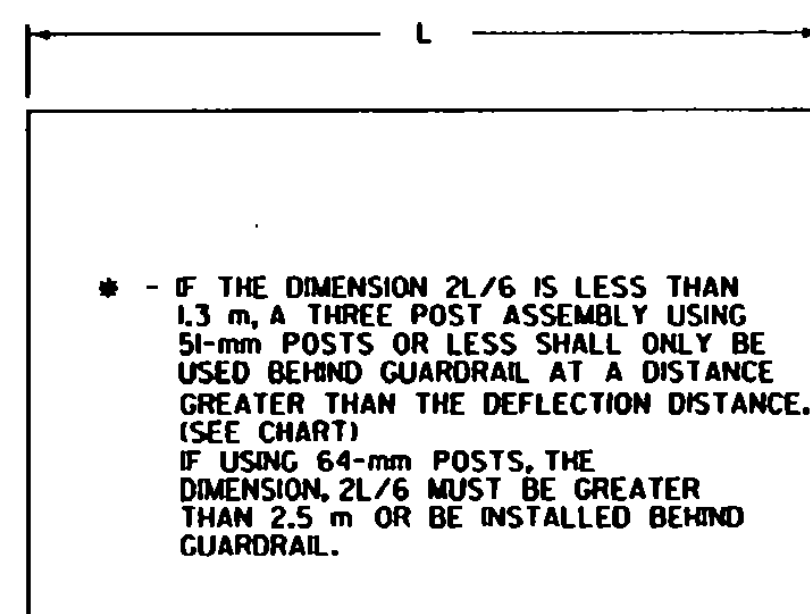 L
* - IF THE DIMENSION 2L/6 IS LESS THAN
1.3 m, A THREE POST ASSEMBLY USING
51-mm POSTS OR LESS SHALL ONLY BE
USED BEHIND GUARDRAIL AT A DISTANCE
GREATER THAN THE DEFLECTION DISTANCE.
(SEE CHART)
IF USING 64-mm POSTS, THE
DIMENSION, 2L/6 MUST BE GREATER
THAN 2.5 m OR BE INSTALLED BEHIND
GUARDRAIL.